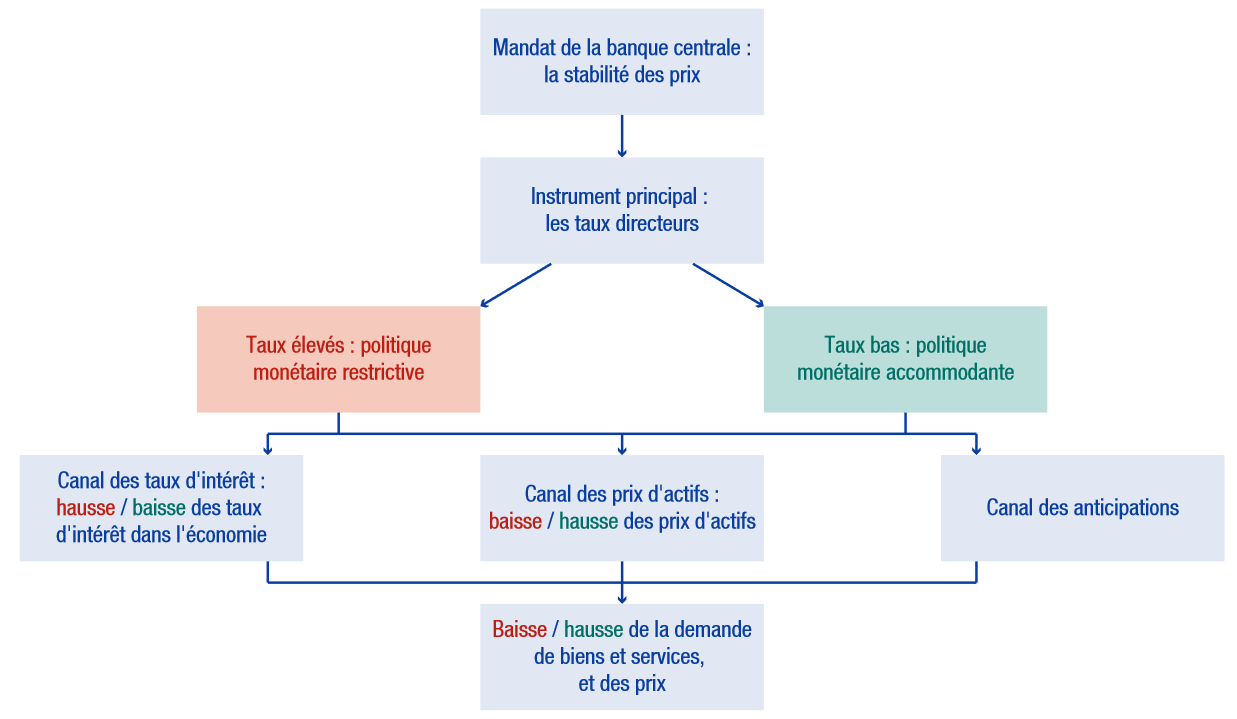 Mandat de la banque centrale :
la stabilité des prix
Instrument principal :
les taux directeurs
Taux élevés : politique
monétaire restrictive
Taux bas : politique
monétaire accommodante
Canal des taux d'intérêt :
hausse / baisse des taux
d'intérêt dans l'économie
Canal des prix d'actifs :
baisse / hausse des prix d'actifs
Canal des anticipations
Baisse / hausse de la demande
de biens et services,
et des prix